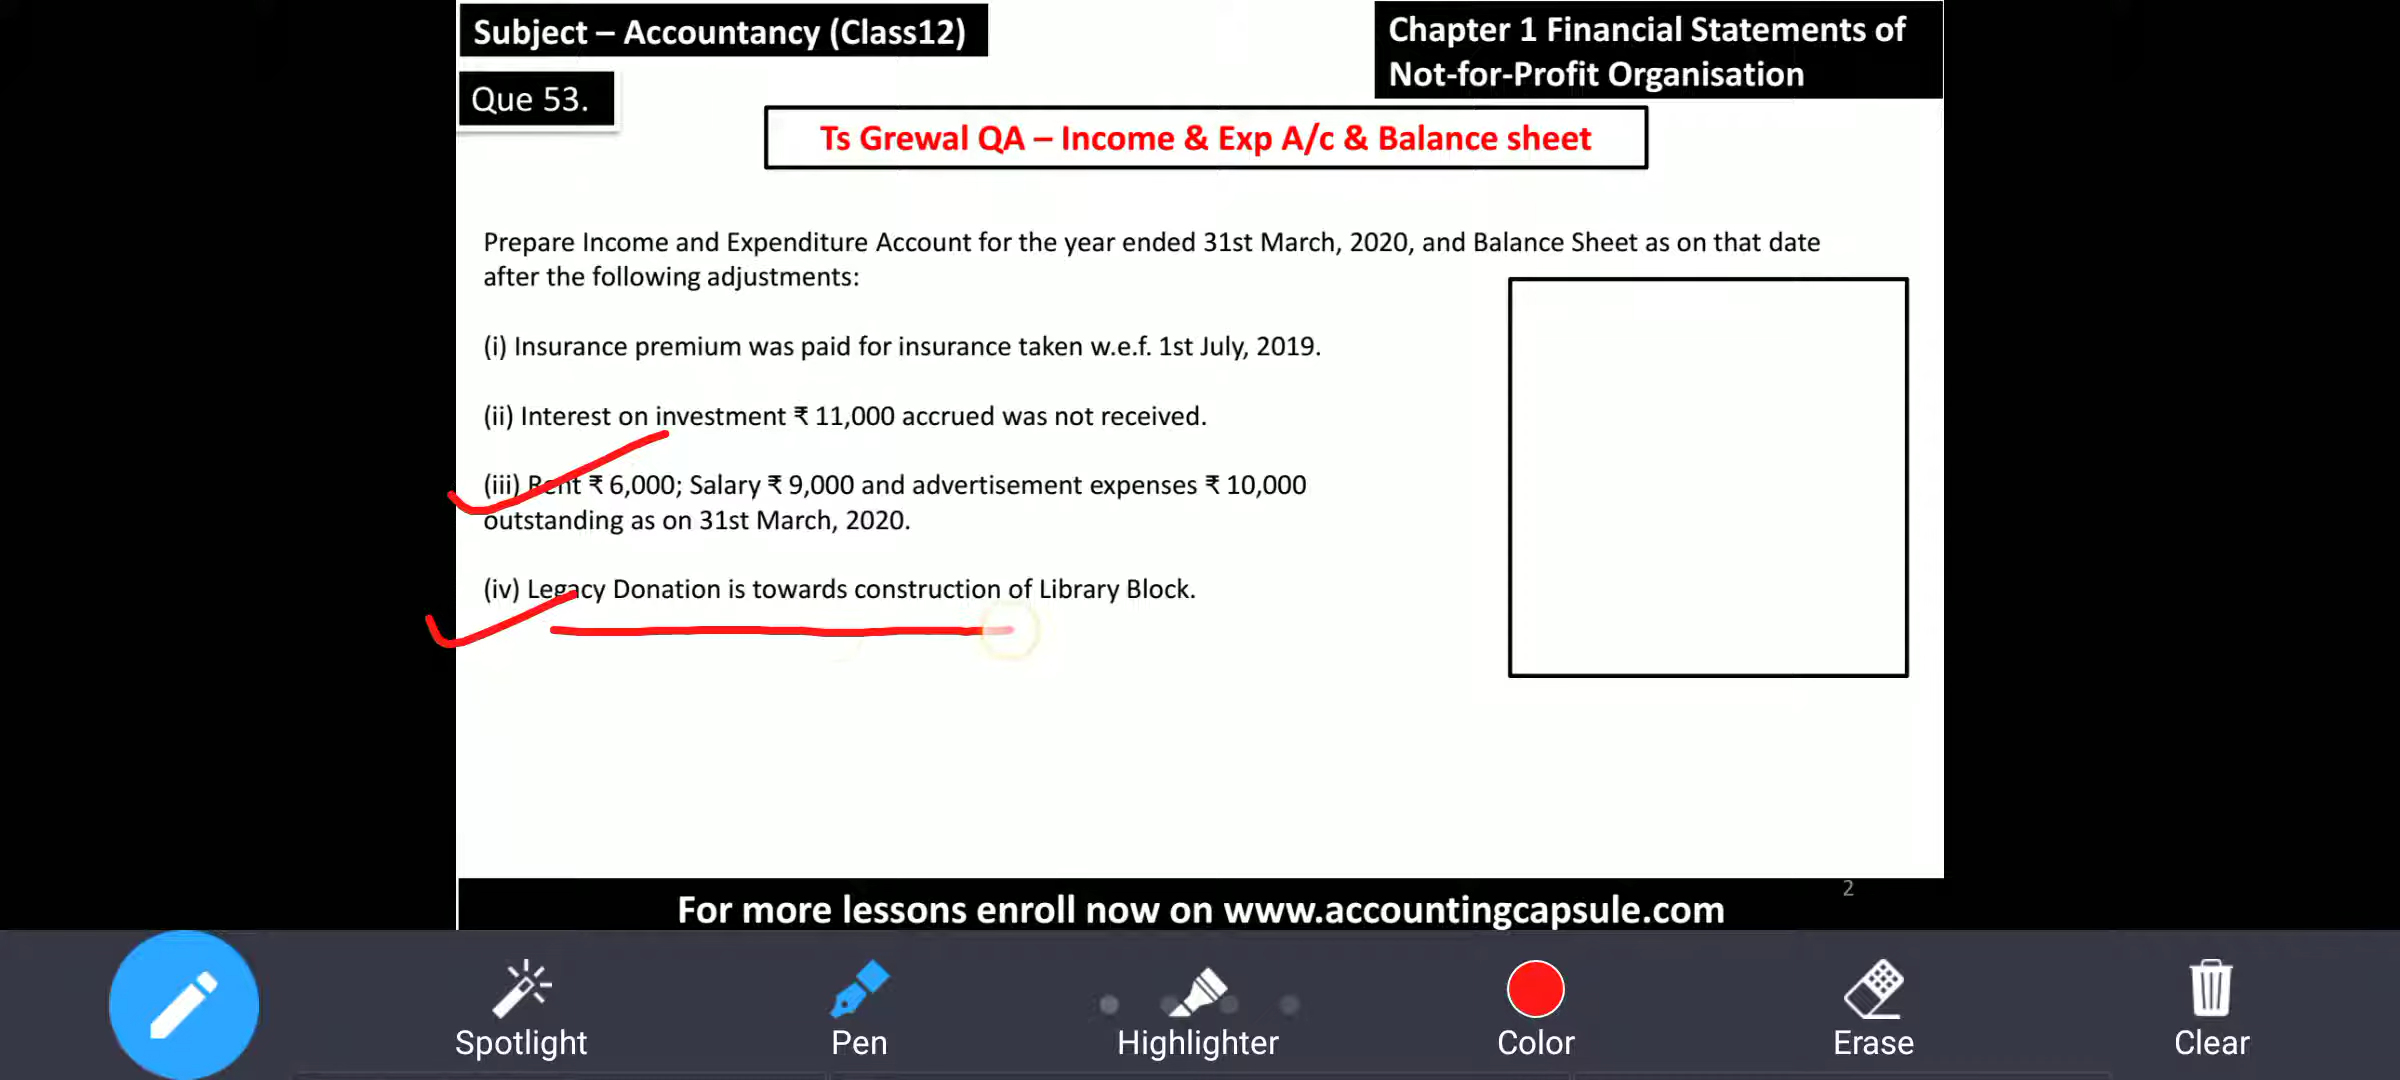 Subject – Accountancy (Class12)
Chapter 1 Financial Statements of
Not-for-Profit Organisation
Que 53.
Ts Grewal QA – Income & Exp A/c & Balance sheet
Prepare Income and Expenditure Account for the year ended 31st March, 2020, and Balance Sheet as on that date
after the following adjustments:
(i) Insurance premium was paid for insurance taken w.e.f. 1st July, 2019.
(ii) Interest on investment ₹ 11,000 accrued was not received.
(iii) Rent ₹ 6,000; Salary ₹ 9,000 and advertisement expenses ₹ 10,000
outstanding as on 31st March, 2020.
(iv) Legacy Donation is towards construction of Library Block.
2
For more lessons enroll now on www.accountingcapsule.com
Spotlight
Pen
Highlighter
Color
Erase
Clear